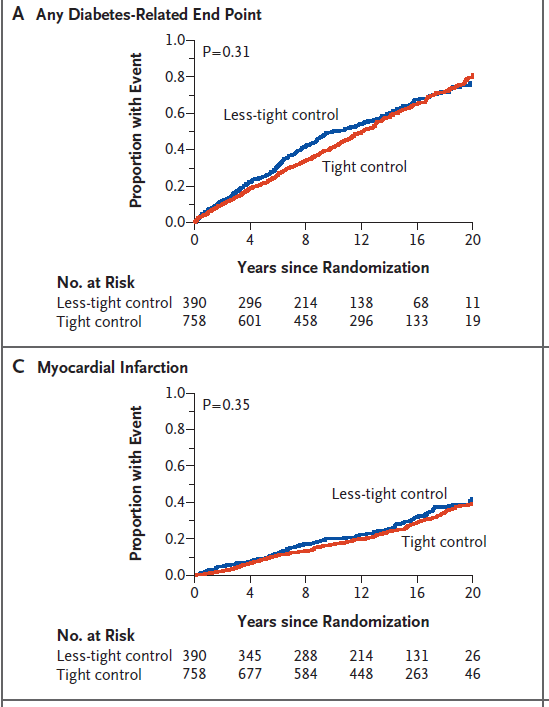 A Any Diabetes-Related End Point
1.0
P=0.31
0.8
0.6
Less-tight control
0.4
Tight control
0.2
0.0
Proportion with Event
0 4 8 12 16 20
Years since Randomization
No. at Risk
Less-tight control 390 296 214 138 68 11
Tight control 758 601 458 296 133 19
C Myocardial Infarction
1.0
P=0.35
0.8
0.6
Less-tight control
0.4
Tight control
0.2
0.0
Proportion with Event
0 4 8 12 16 20
Years since Randomization
No. at Risk
Less-tight control 390 345 288 214 131 26
Tight control 758 677 584 448 263 46